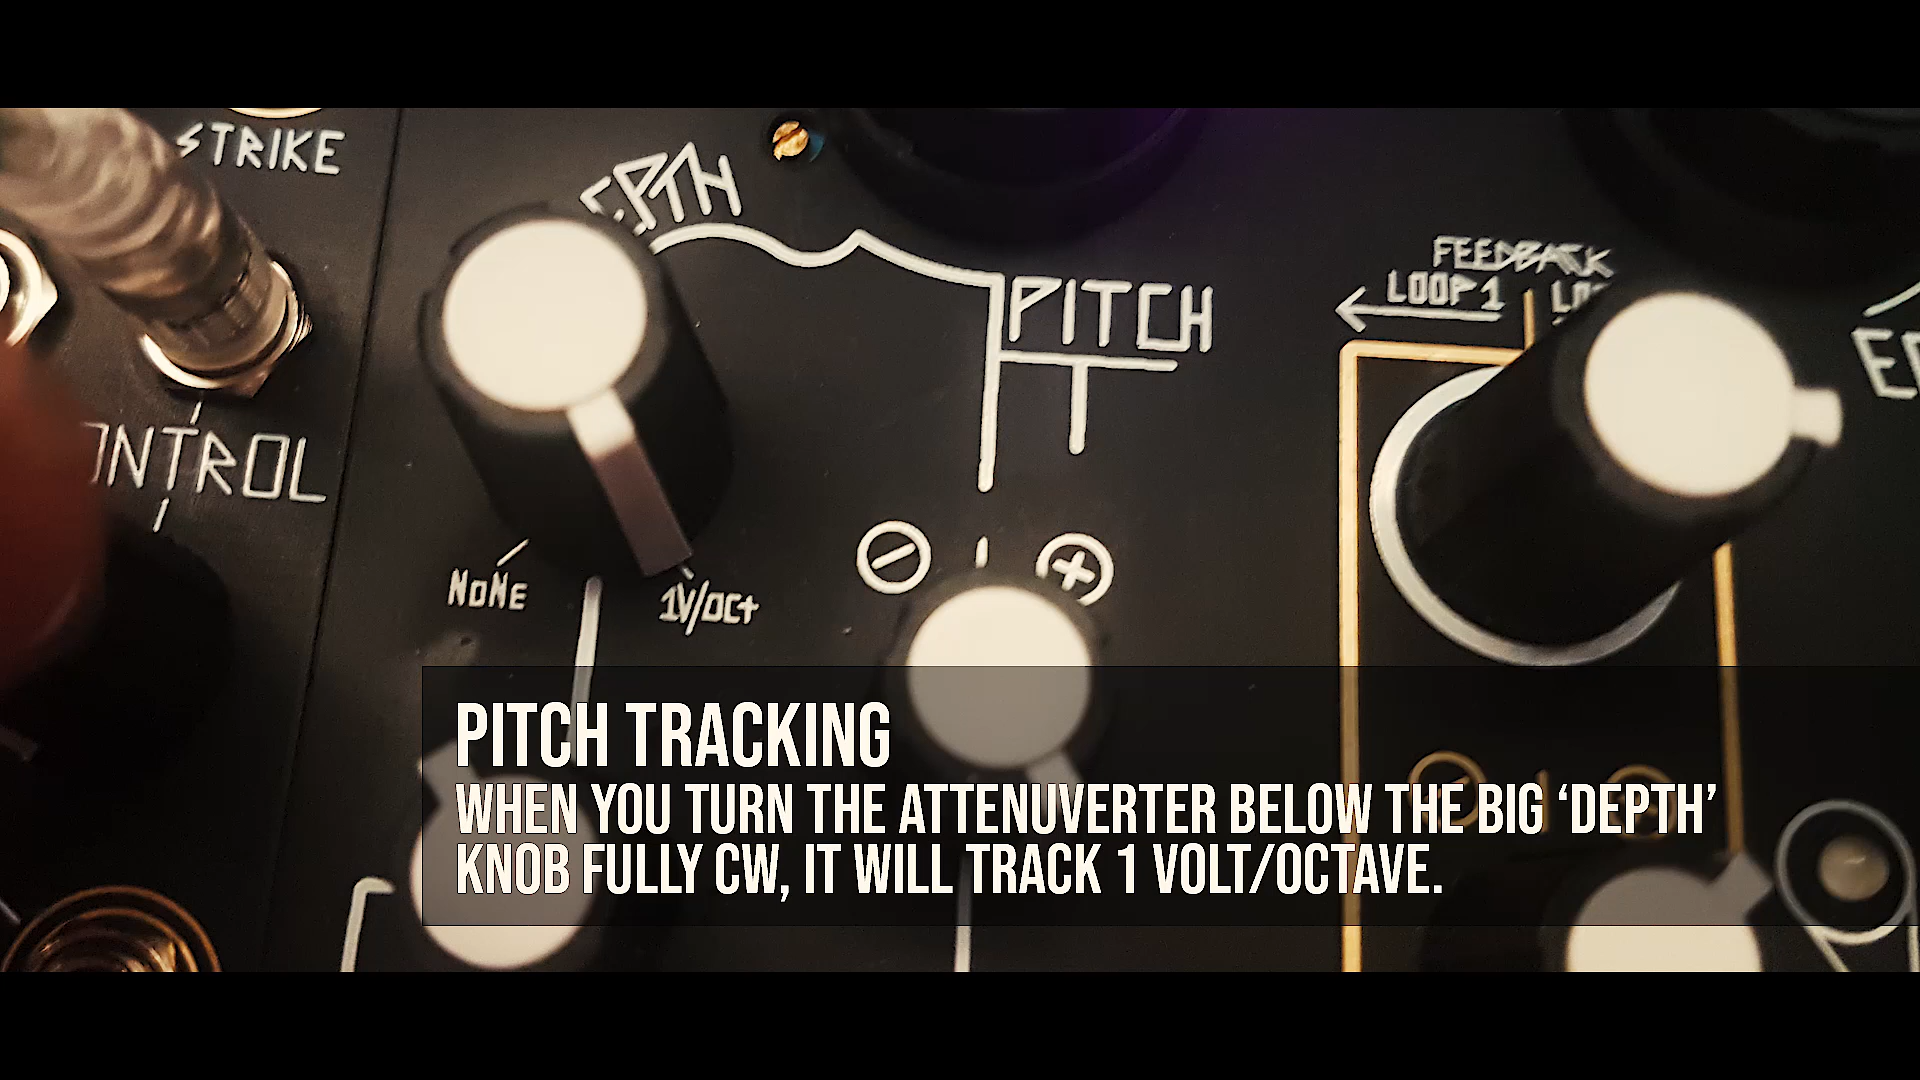 STRIKE
PITCH
FEEDBACK
LOOP 1
NONE
1V/OCT
PITCH TRACKING
WHEN YOU TURN THE ATTENUVERTER BELOW THE BIG ‘DEPTH’
KNOB FULLY CW, IT WILL TRACK 1 VOLT/OCTAVE.